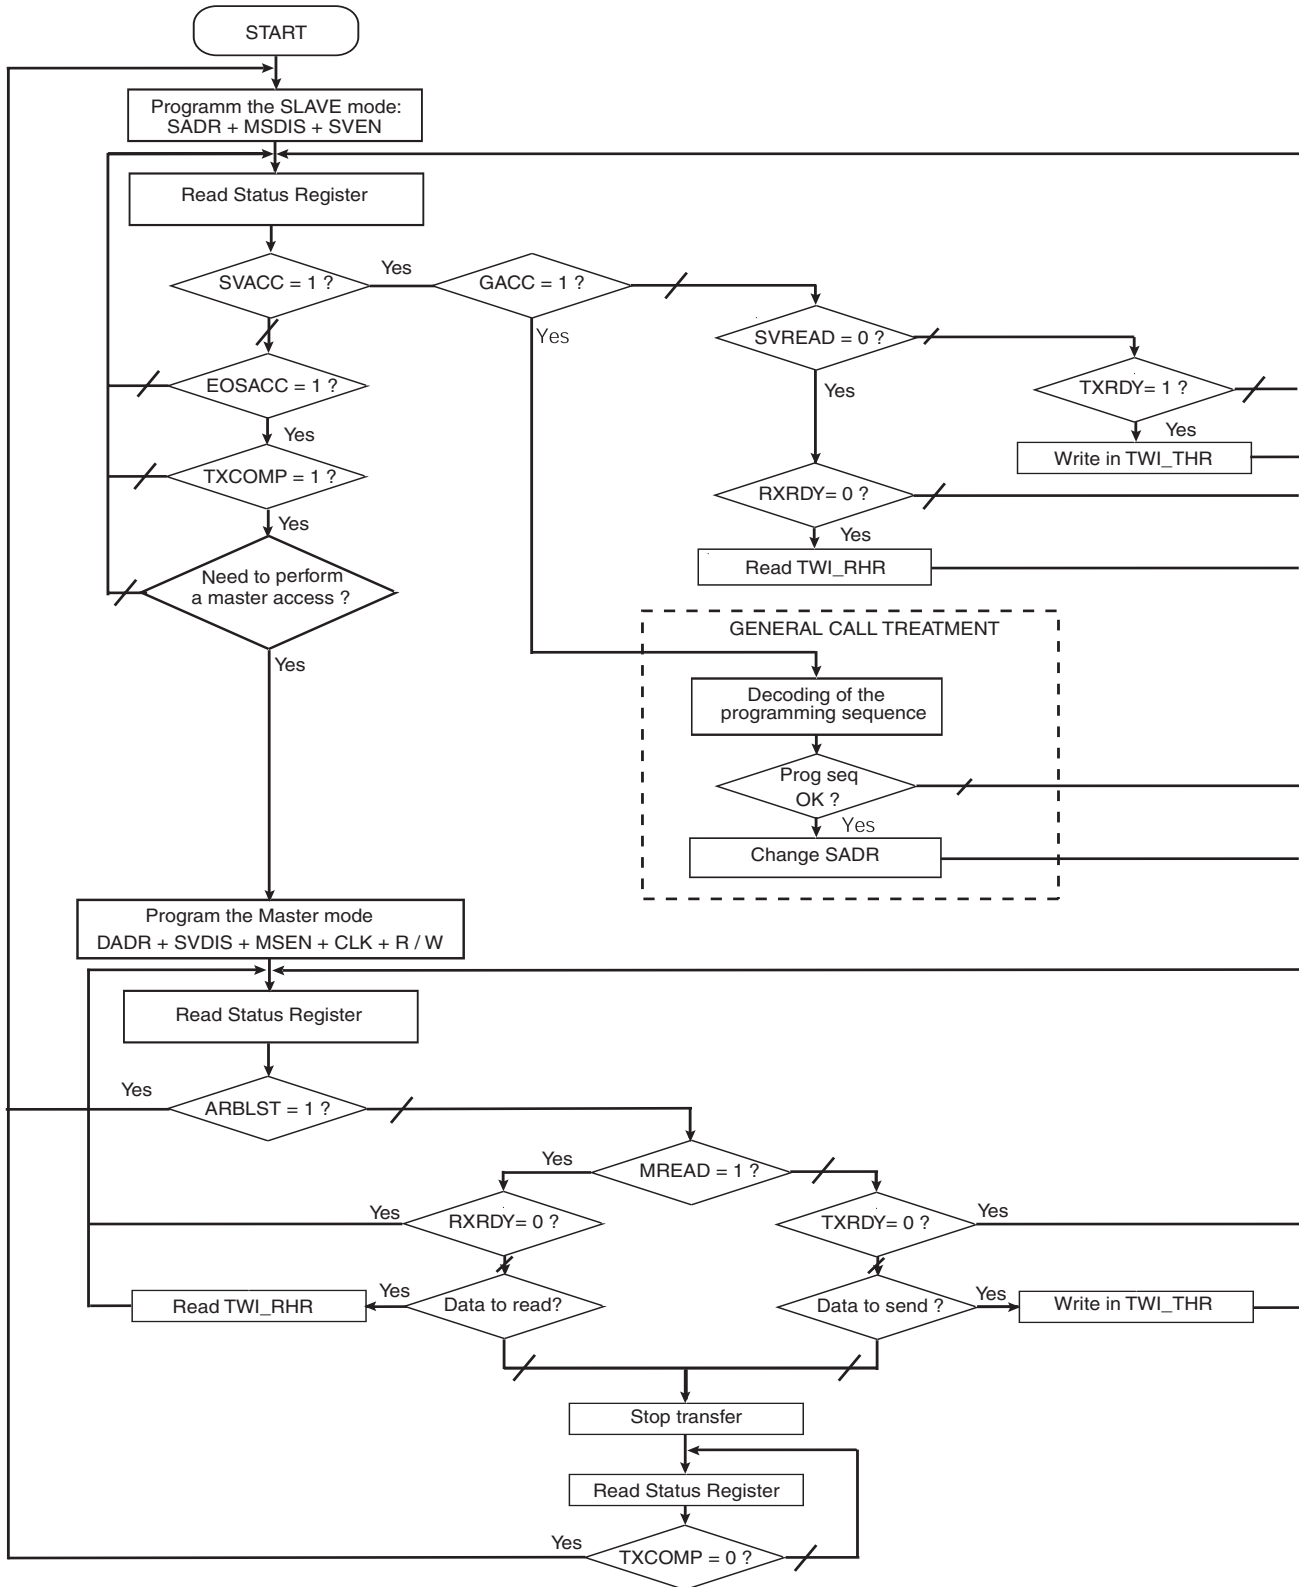 START
Programm the SLAVE mode:
SADR + MSDIS + SVEN
Read Status Register
SVACC = 1 ?
Yes
GACC = 1 ?
Yes
SVREAD = 0 ?
Yes
TXRDY= 1 ?
Yes
Write in TWI_THR
EOSACC = 1 ?
Yes
TXCOMP = 1 ?
Yes
RXRDY= 0 ?
Yes
Read TWI_RHR
Need to perform
a master access ?
Yes
GENERAL CALL TREATMENT
Decoding of the
programming sequence
Prog seq
OK ?
Yes
Change SADR
Program the Master mode
DADR + SVDIS + MSEN + CLK + R / W
Read Status Register
Yes
ARBLST = 1 ?
Yes
MREAD = 1 ?
Yes
RXRDY= 0 ?
TXRDY= 0 ?
Yes
Read TWI_RHR
Yes
Data to read?
Data to send ?
Yes
Write in TWI_THR
Stop transfer
Read Status Register
Yes
TXCOMP = 0 ?